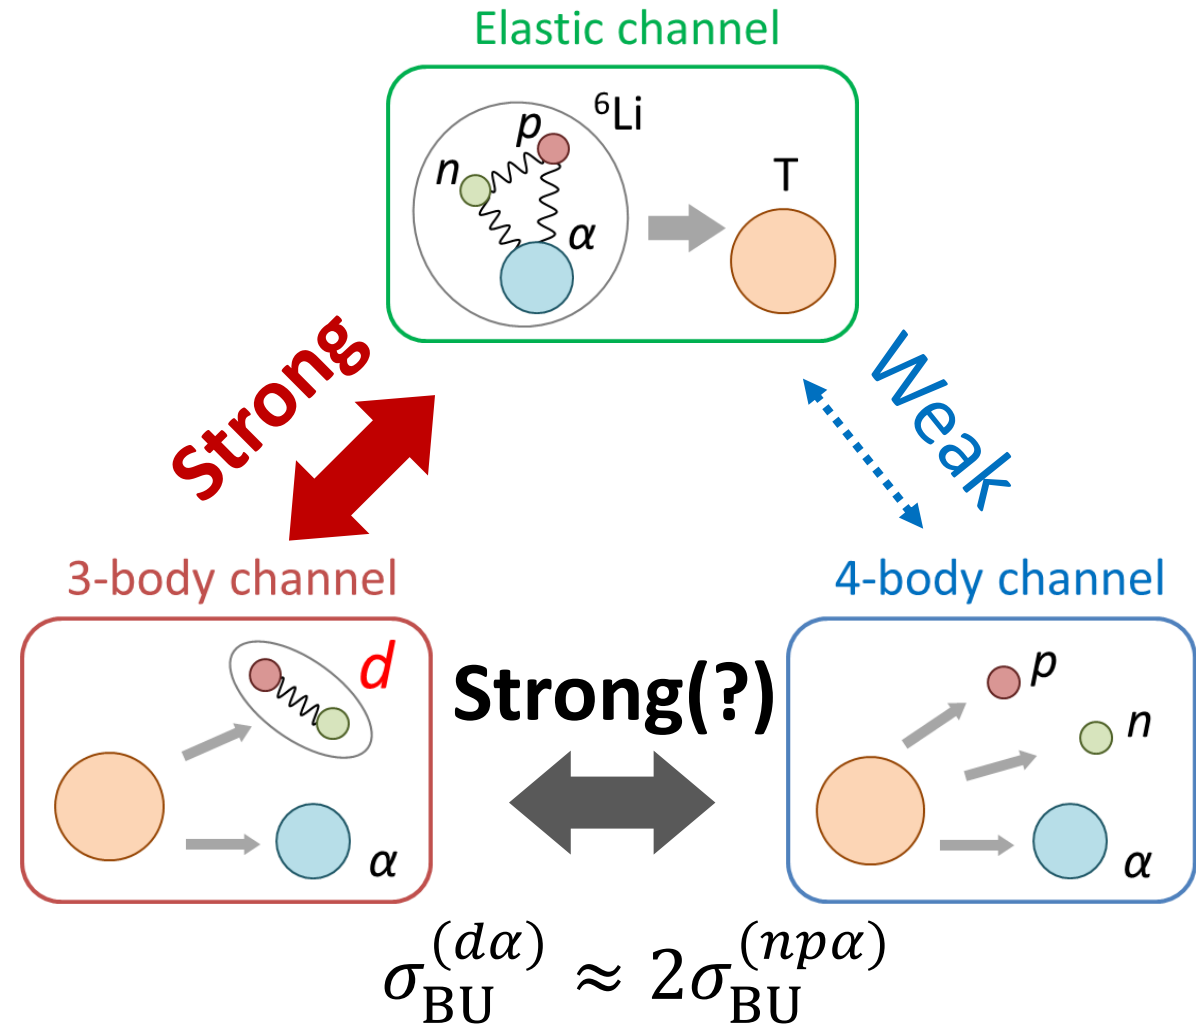 Elastic channel
⁶Li
p
n
α
T
Strong
Weak
3-body channel
4-body channel
d
α
Strong(?)
p
n
α
σ_BU^(dα) ≈ 2σ_BU^(npα)